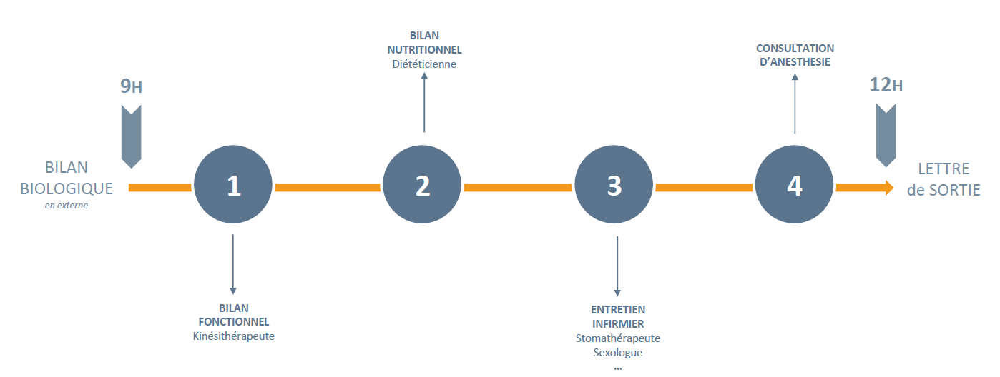 BILAN
NUTRITIONNEL
Diététicienne
CONSULTATION
D'ANESTHESIE
9H
12H
BILAN
BIOLOGIQUE
en externe
1
2
3
4
LETTRE
de SORTIE
BILAN
FONCTIONNEL
Kinésithérapeute
ENTRETIEN
INFIRMIER
Stomathérapeute
Sexologue
...